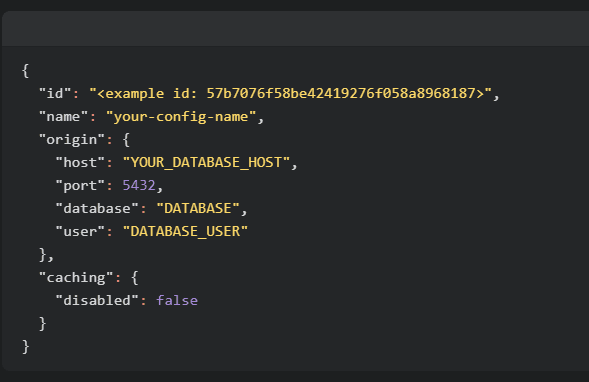 {
  "id": "<example id: 57b7076f58be42419276f058a8968187>",
  "name": "your-config-name",
  "origin": {
    "host": "YOUR_DATABASE_HOST",
    "port": 5432,
    "database": "DATABASE",
    "user": "DATABASE_USER"
  },
  "caching": {
    "disabled": false
  }
}